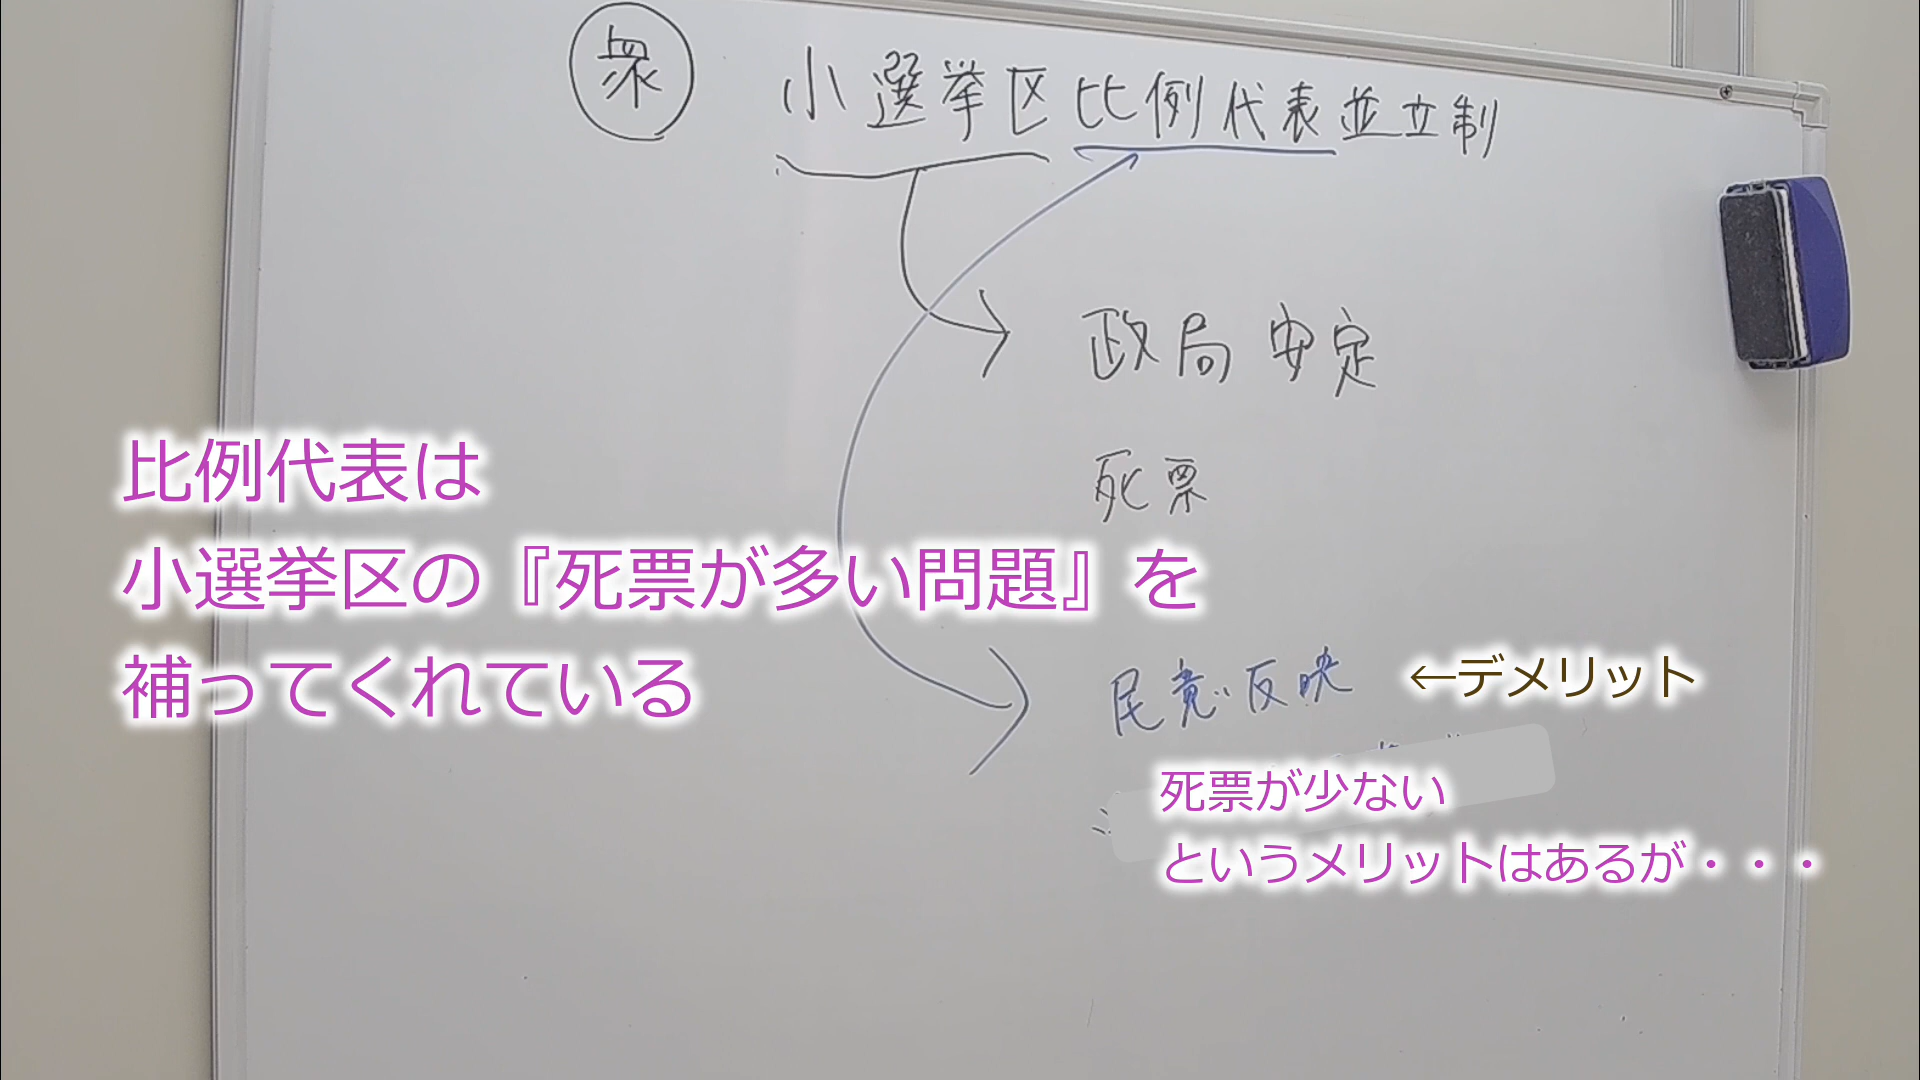 衆
小選挙区比例代表並立制
政局安定
死票
比例代表は
小選挙区の『死票が多い問題』を
補ってくれている
民意反映
←デメリット
死票が少ない
というメリットはあるが・・・